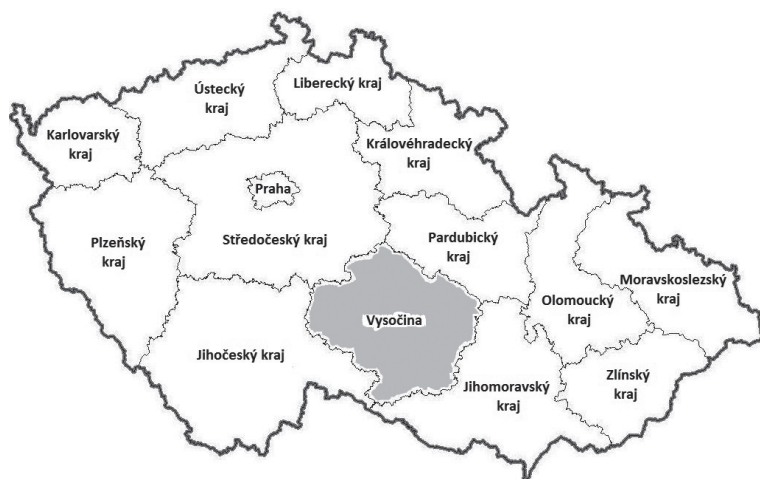 Liberecký kraj
Ústecký
kraj
Karlovarský
kraj
Královéhradecký
kraj
Praha
Plzeňský
kraj
Středočeský kraj
Pardubický
kraj
Moravskoslezský
kraj
Olomoucký
kraj
Vysočina
Jihočeský kraj
Jihomoravský
kraj
Zlínský
kraj